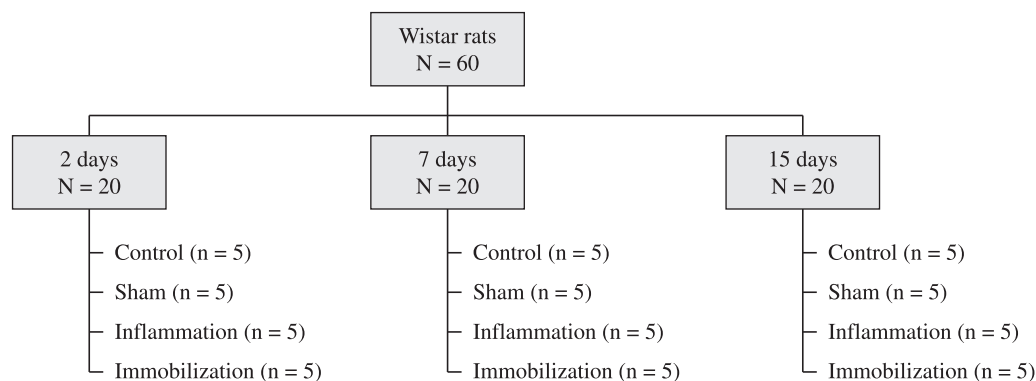 Wistar rats
N = 60
2 days
N = 20
Control (n = 5)
Sham (n = 5)
Inflammation (n = 5)
Immobilization (n = 5)
7 days
N = 20
Control (n = 5)
Sham (n = 5)
Inflammation (n = 5)
Immobilization (n = 5)
15 days
N = 20
Control (n = 5)
Sham (n = 5)
Inflammation (n = 5)
Immobilization (n = 5)